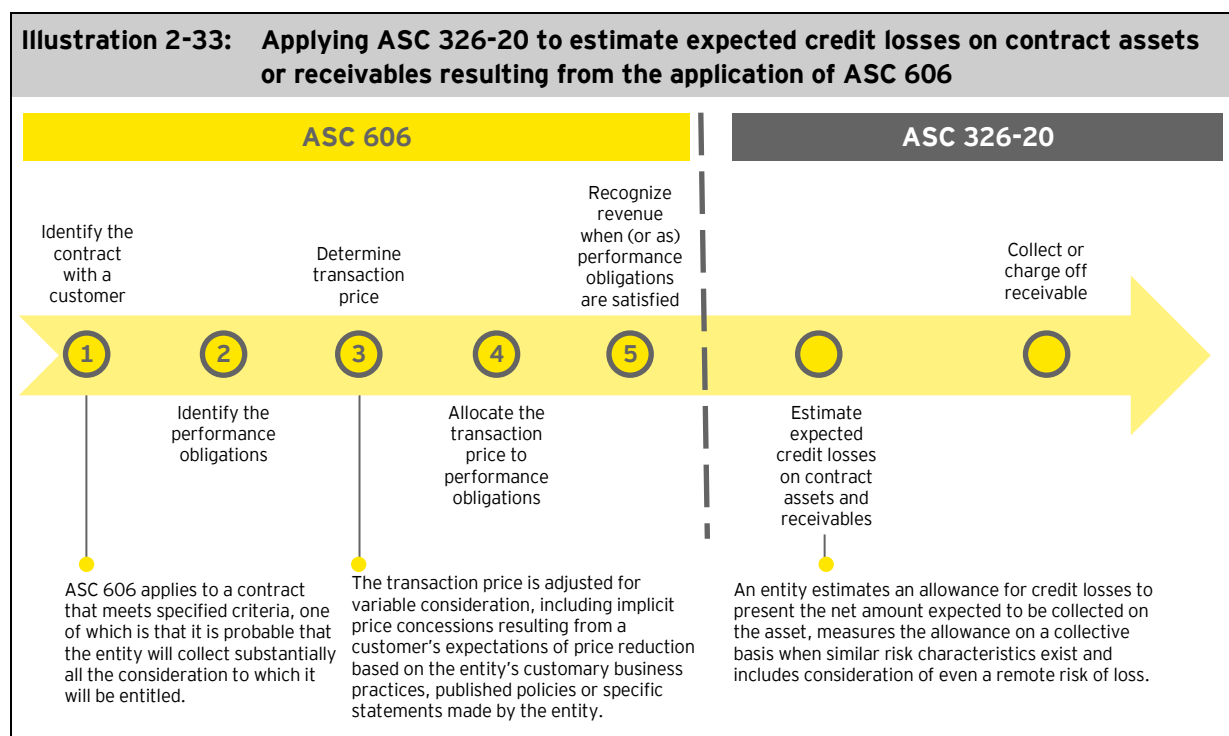 Illustration 2-33: Applying ASC 326-20 to estimate expected credit losses on contract assets
or receivables resulting from the application of ASC 606
ASC 606
ASC 326-20
Identify the
contract
with a
customer
Determine
transaction
price
Recognize
revenue
when (or as)
performance
obligations
are satisfied
Collect or
charge off
receivable
1
2
3
4
5
Identify the
performance
obligations
Allocate the
transaction
price to
performance
obligations
Estimate
expected
credit losses
on contract
assets and
receivables
ASC 606 applies to a contract
that meets specified criteria, one
of which is that it is probable that
the entity will collect substantially
all the consideration to which it
will be entitled.
The transaction price is adjusted for
variable consideration, including implicit
price concessions resulting from a
customer's expectations of price reduction
based on the entity's customary business
practices, published policies or specific
statements made by the entity.
An entity estimates an allowance for credit losses to
present the net amount expected to be collected on
the asset, measures the allowance on a collective
basis when similar risk characteristics exist and
includes consideration of even a remote risk of loss.